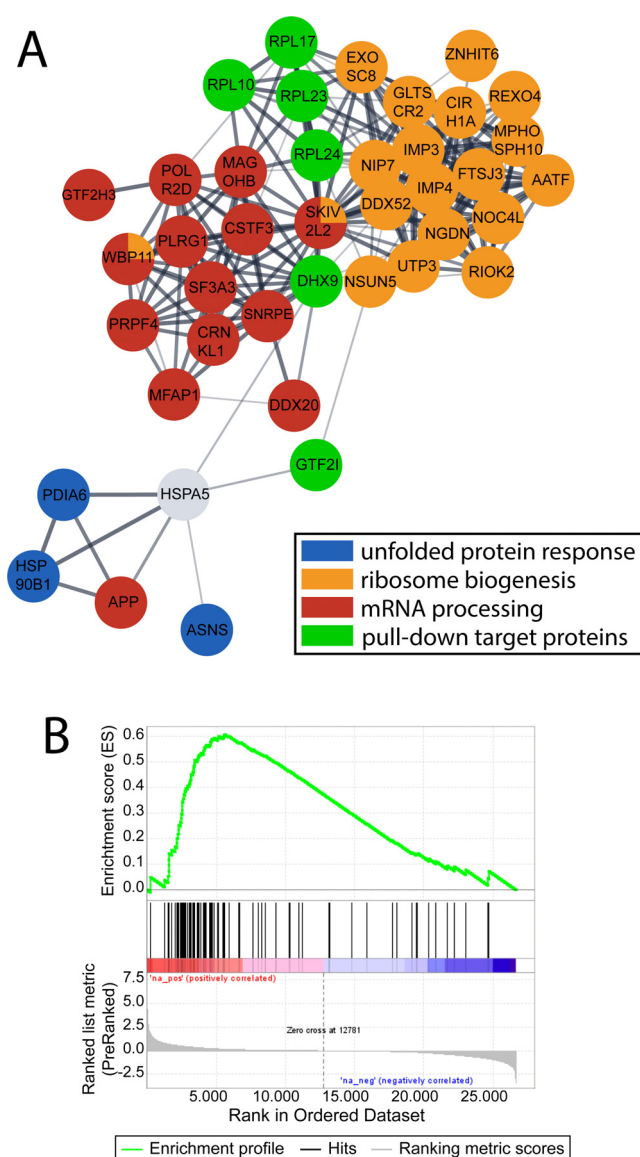 A
RPL17
RPL10
RPL23
RPL24
EXO
SC8
ZNHIT6
GLTS
CR2
CIR
H1A
REXO4
MPHO
SPH10
IMP3
NIP7
FTSJ3
AATF
IMP4
DDX52
NOC4L
NGDN
UTP3
RIOK2
NSUN5
GTF2H3
POL
R2D
MAG
OHB
CSTF3
SKIV
2L2
PLRG1
WBP11
DHX9
SF3A3
SNRPE
PRPF4
CRN
KL1
MFAP1
DDX20
GTF2I
PDIA6
HSPA5
HSP
90B1
APP
ASNS
unfolded protein response
ribosome biogenesis
mRNA processing
pull-down target proteins
B
Enrichtment score (ES)
0.6
0.5
0.4
0.3
0.2
0.1
0.0
Ranked list metric
(PreRanked)
7.5
5.0
2.5
0.0
−2.5
'na_pos' (positively correlated)
Zero cross at 12781
'na_neg' (negatively correlated)
5.000 10.000 15.000 20.000 25.000
Rank in Ordered Dataset
Enrichment profile Hits Ranking metric scores